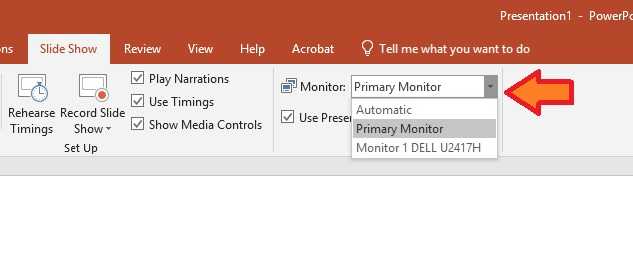 Presentation1 - PowerPo
ns Slide Show Review View Help Acrobat Tell me what you want to do
Rehearse Timings
Record Slide Show
Play Narrations
Use Timings
Show Media Controls
Set Up
Monitor: Primary Monitor
Use Prese
Automatic
Primary Monitor
Monitor 1 DELL U2417H